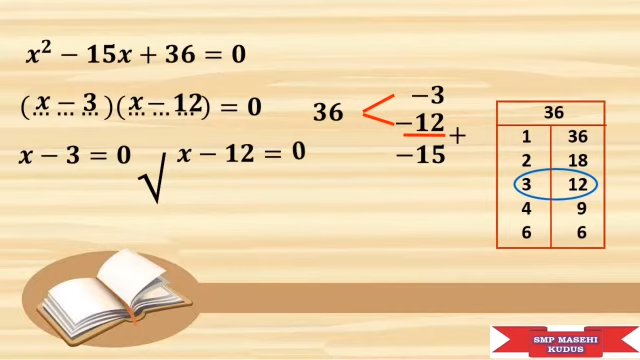 x² − 15x + 36 = 0
(x − 3)(x − 12) = 0
x − 3 = 0 √ x − 12 = 0
36 < −3
−12 +
−15
36
1 36
2 18
3 12
4 9
6 6
SMP MASEHI
KUDUS